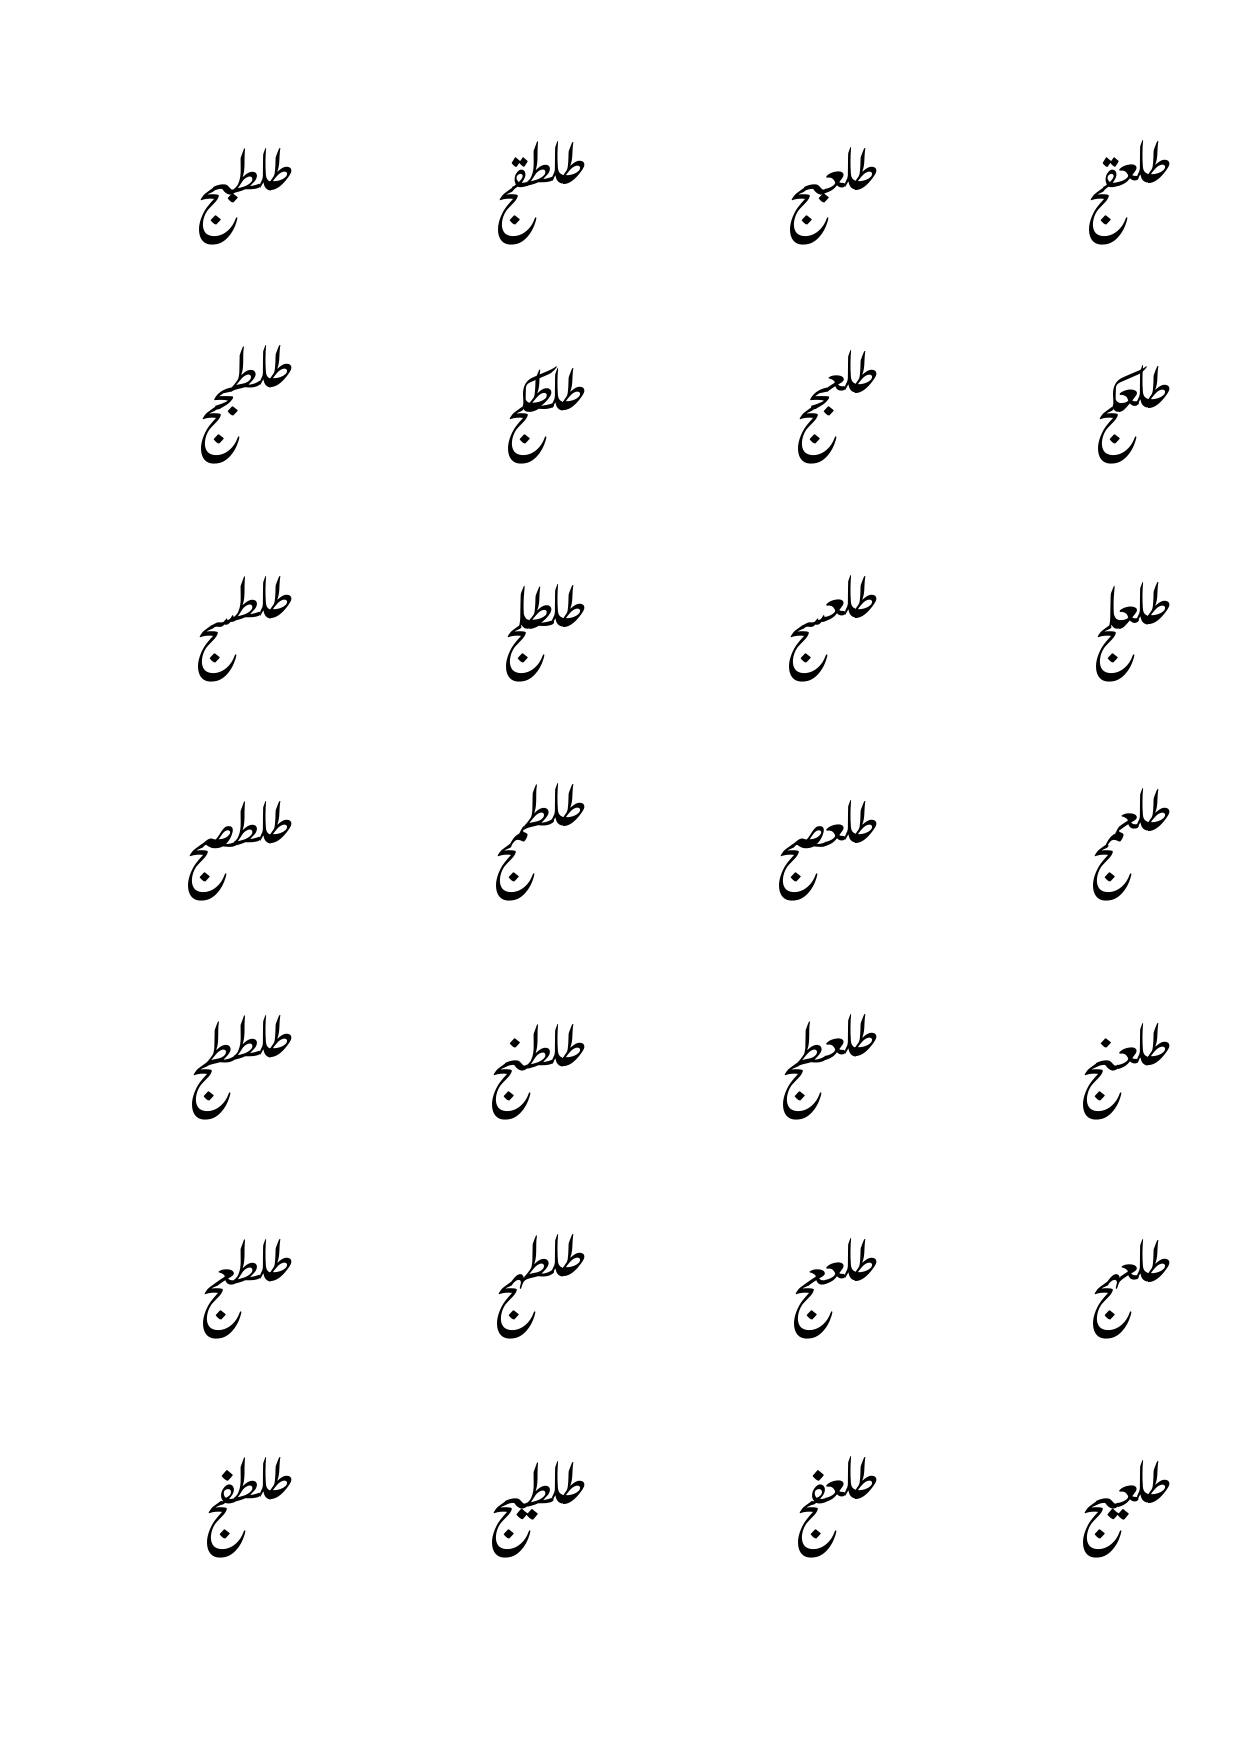 طلعقج طلعبج طلطقج طلطبج
طلعكج طلعجج طلطكج طلطجج
طلعلج طلعسج طلطلج طلطسج
طلعمج طلعصج طلطمج طلطصج
طلعنج طلعطج طلطنج طلططج
طلعهج طلععج طلطهج طلطعج
طلعيج طلعفج طلطيج طلطفج